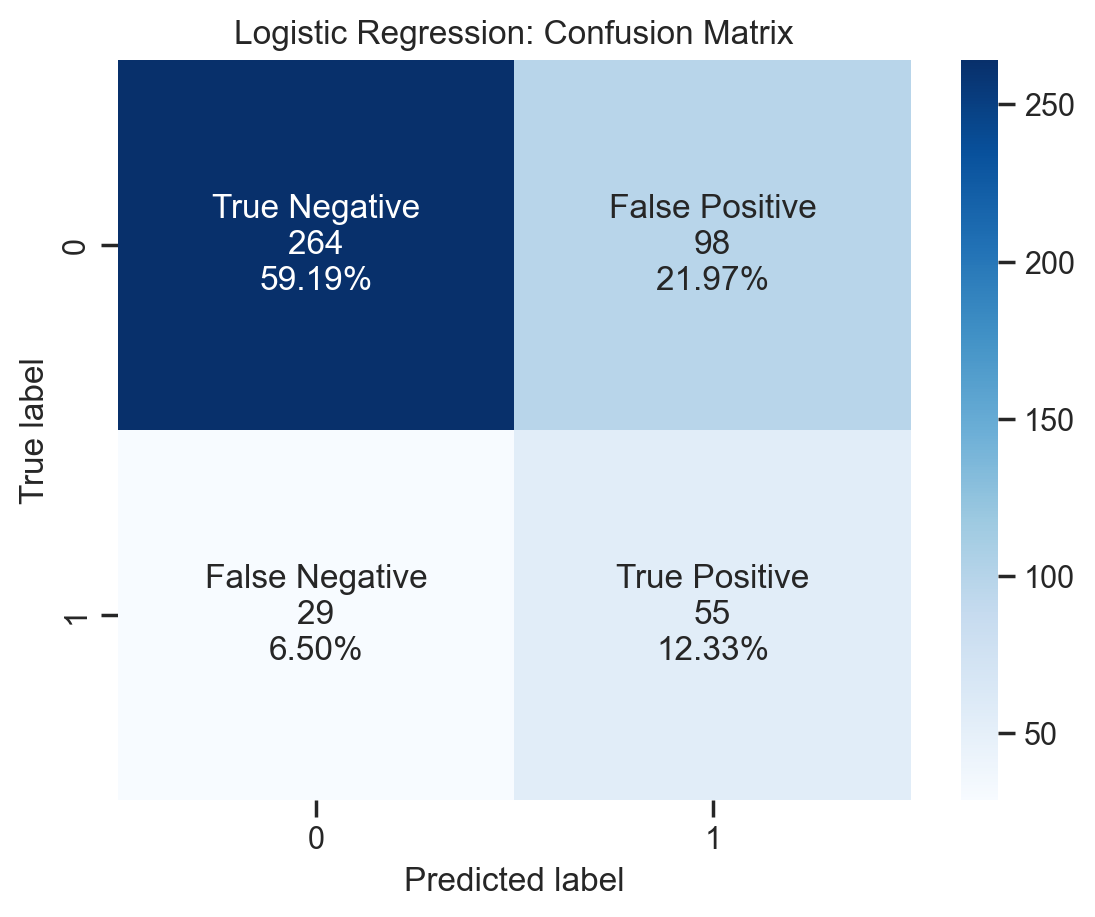 Logistic Regression: Confusion Matrix
True Negative
264
59.19%
False Positive
98
21.97%
False Negative
29
6.50%
True Positive
55
12.33%
0
1
True label
0
1
Predicted label
250
200
150
100
50